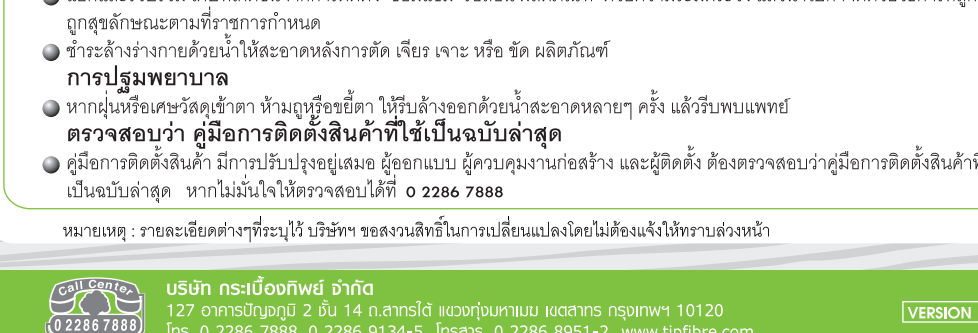 ถูกสุขลักษณะตามที่ราชการกำหนด
ชำระล้างร่างกายด้วยน้ำให้สะอาดหลังการตัด เจียร เจาะ หรือ ขัด ผลิตภัณฑ์
การปฐมพยาบาล
หากฝุ่นหรือเศษวัสดุเข้าตา ห้ามถูหรือขยี้ตา ให้รีบล้างออกด้วยน้ำสะอาดหลายๆ ครั้ง แล้วรีบพบแพทย์
ตรวจสอบว่า คู่มือการติดตั้งสินค้าที่ใช้เป็นฉบับล่าสุด
คู่มือการติดตั้งสินค้า มีการปรับปรุงอยู่เสมอ ผู้ออกแบบ ผู้ควบคุมงานก่อสร้าง และผู้ติดตั้ง ต้องตรวจสอบว่าคู่มือการติดตั้งสินค้าที่
เป็นฉบับล่าสุด หากไม่มั่นใจให้ตรวจสอบได้ที่ 0 2286 7888
หมายเหตุ : รายละเอียดต่างๆที่ระบุไว้ บริษัทฯ ขอสงวนสิทธิ์ในการเปลี่ยนแปลงโดยไม่ต้องแจ้งให้ทราบล่วงหน้า
Call Center
0 2286 7888
บริษัท กระเบื้องทิพย์ จำกัด
127 อาคารปัญจภูมิ 2 ชั้น 14 ถ.สาทรใต้ แขวงทุ่งมหาเมฆ เขตสาทร กรุงเทพฯ 10120
โทร. 0 2286 7888, 0 2286 9134-5 โทรสาร. 0 2286 8951-2 www.tipfibre.com
VERSION